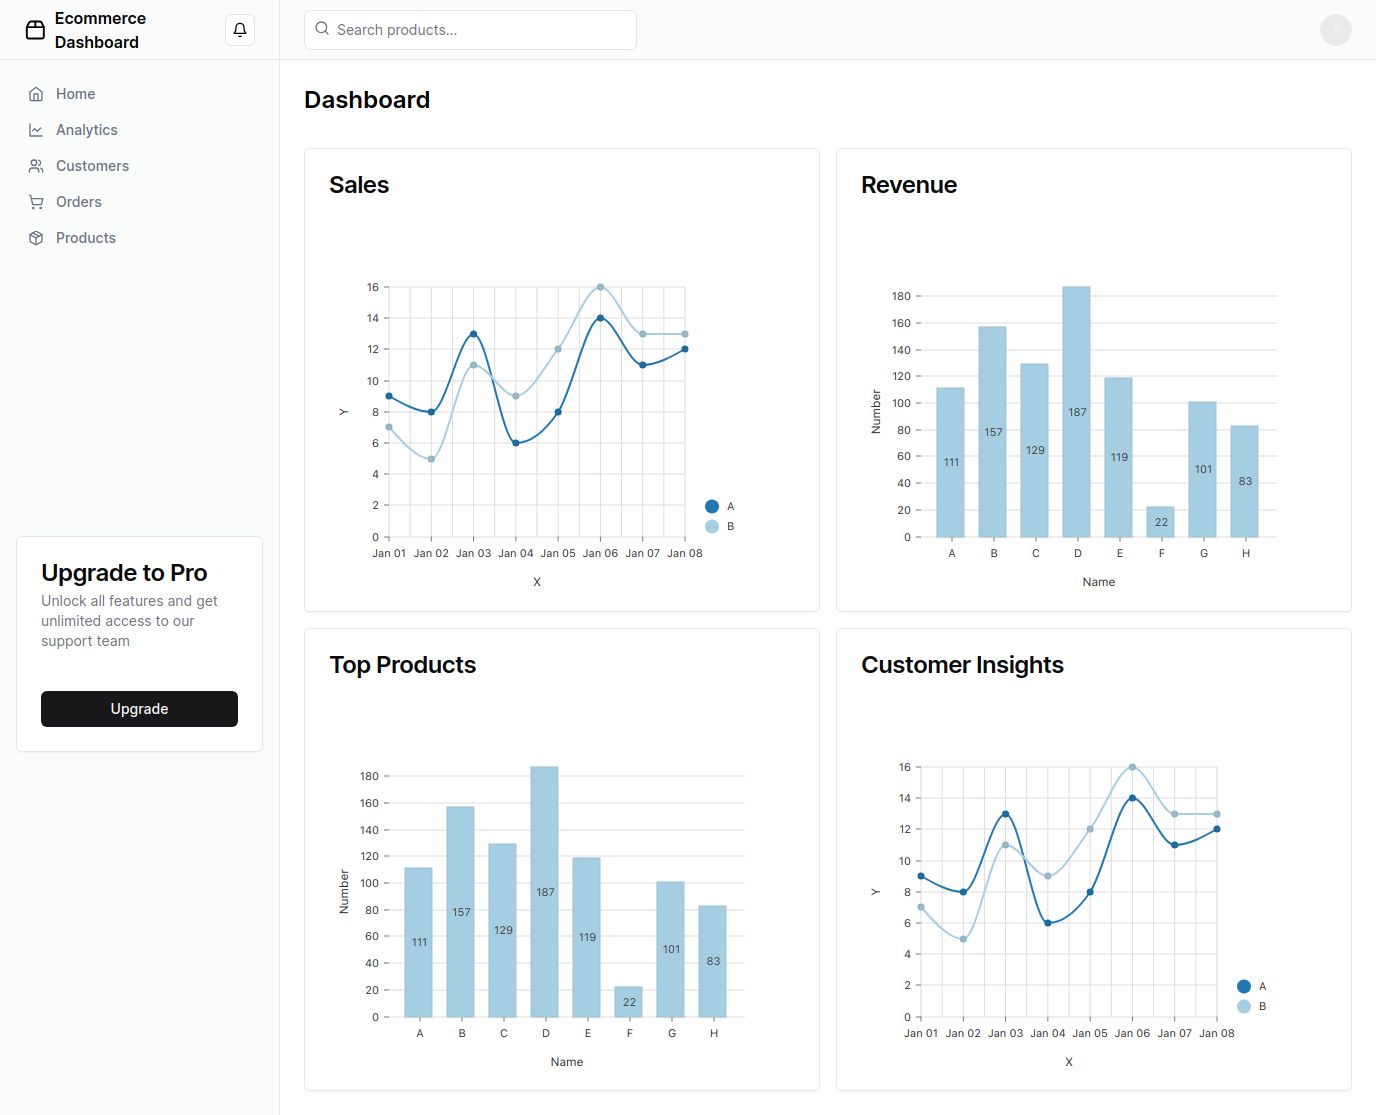 Ecommerce
Dashboard
Search products...
Home
Analytics
Customers
Orders
Products
Upgrade to Pro
Unlock all features and get
unlimited access to our
support team
Upgrade
Dashboard
Sales
16
14
12
10
8
6
4
2
0
Y
Jan 01 Jan 02 Jan 03 Jan 04 Jan 05 Jan 06 Jan 07 Jan 08
X
A
B
Revenue
180
160
140
120
100
80
60
40
20
0
Number
111 157 129 187 119 22 101 83
A B C D E F G H
Name
Top Products
180
160
140
120
100
80
60
40
20
0
Number
111 157 129 187 119 22 101 83
A B C D E F G H
Name
Customer Insights
16
14
12
10
8
6
4
2
0
Y
Jan 01 Jan 02 Jan 03 Jan 04 Jan 05 Jan 06 Jan 07 Jan 08
X
A
B